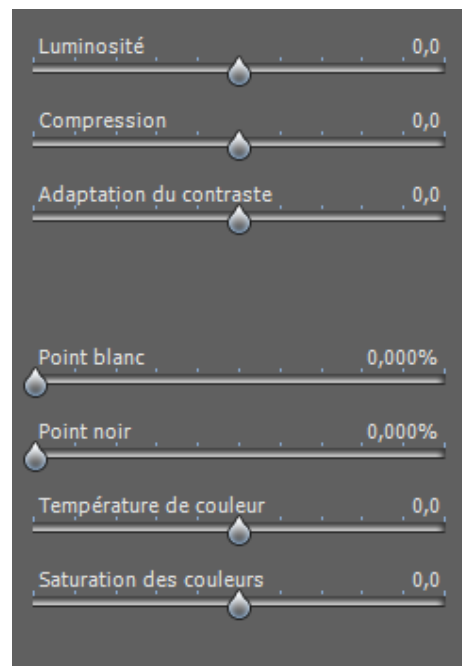 Luminosité 0,0
Compression 0,0
Adaptation du contraste 0,0
Point blanc 0,000%
Point noir 0,000%
Température de couleur 0,0
Saturation des couleurs 0,0